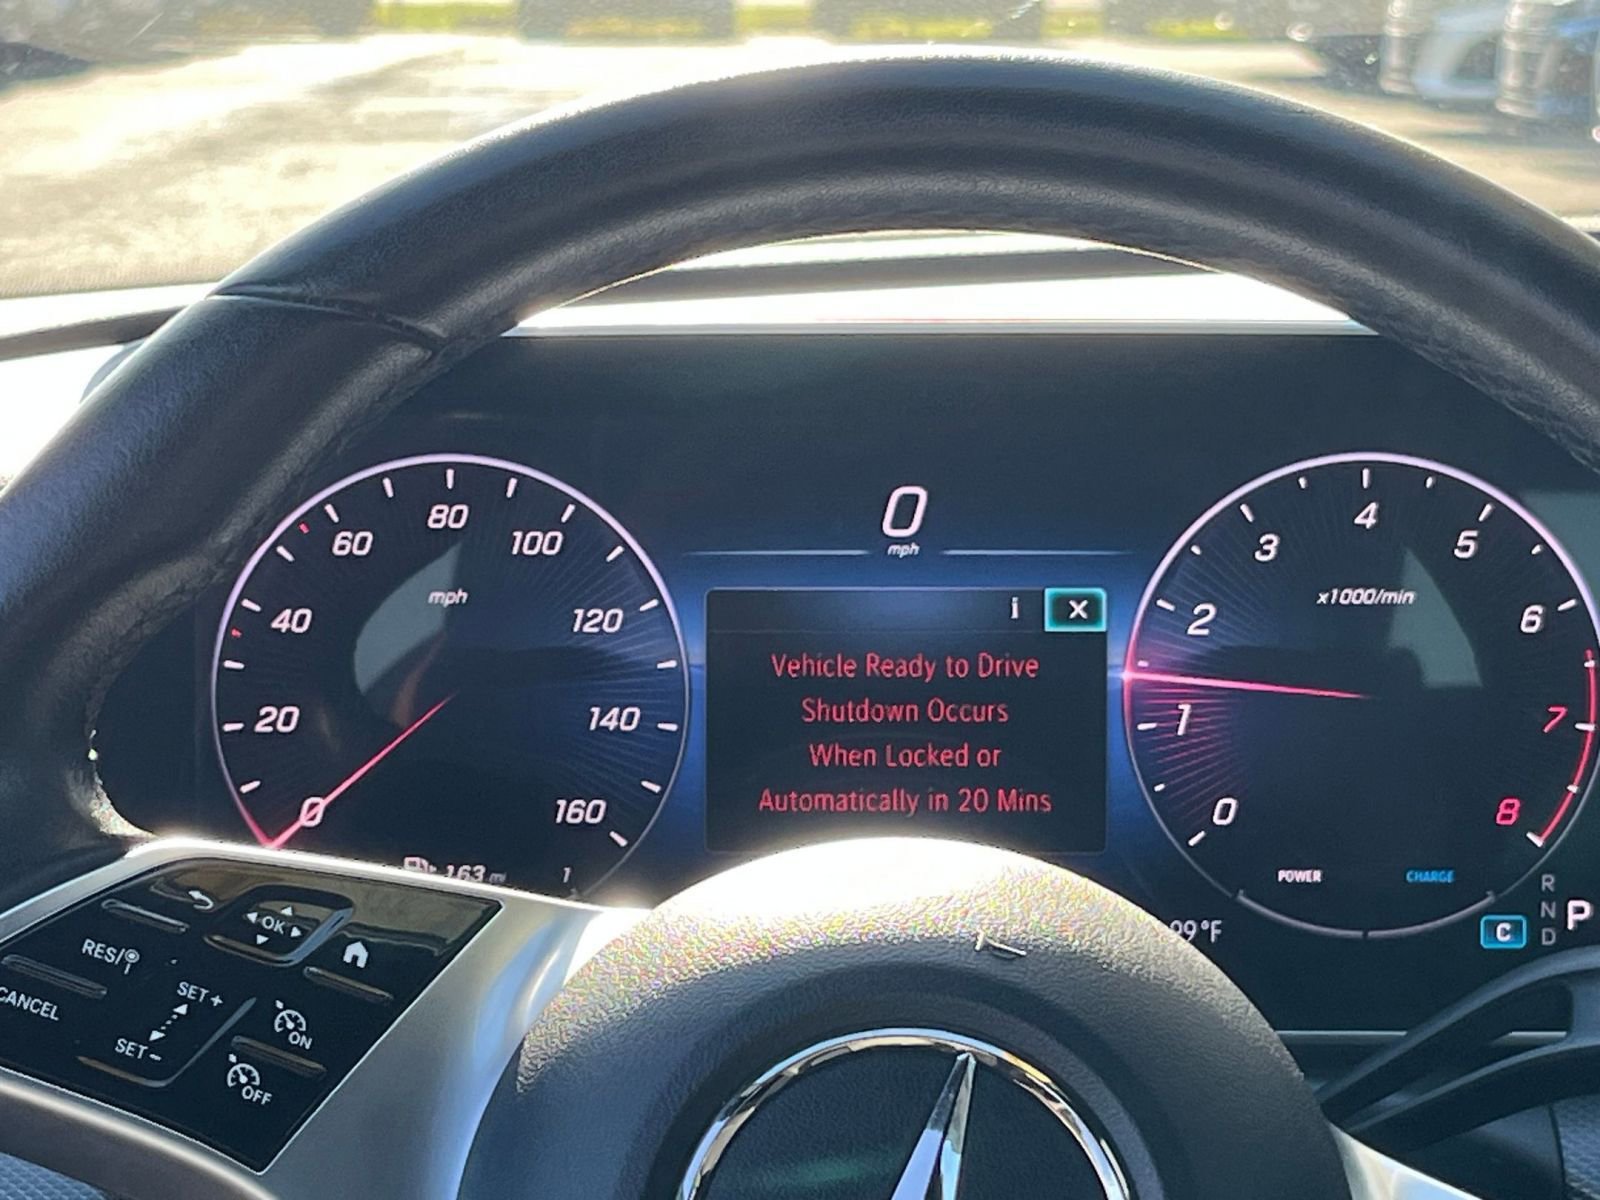 0
mph
80
60
100
mph
40
120
20
140
0
160
163 mi
1
i X
Vehicle Ready to Drive
Shutdown Occurs
When Locked or
Automatically in 20 Mins
4
3
5
x1000/min
2
6
1
7
0
8
POWER
CHARGE
99°F
C
R
N
D
P
OK
RES/
CANCEL
SET +
SET -
ON
OFF